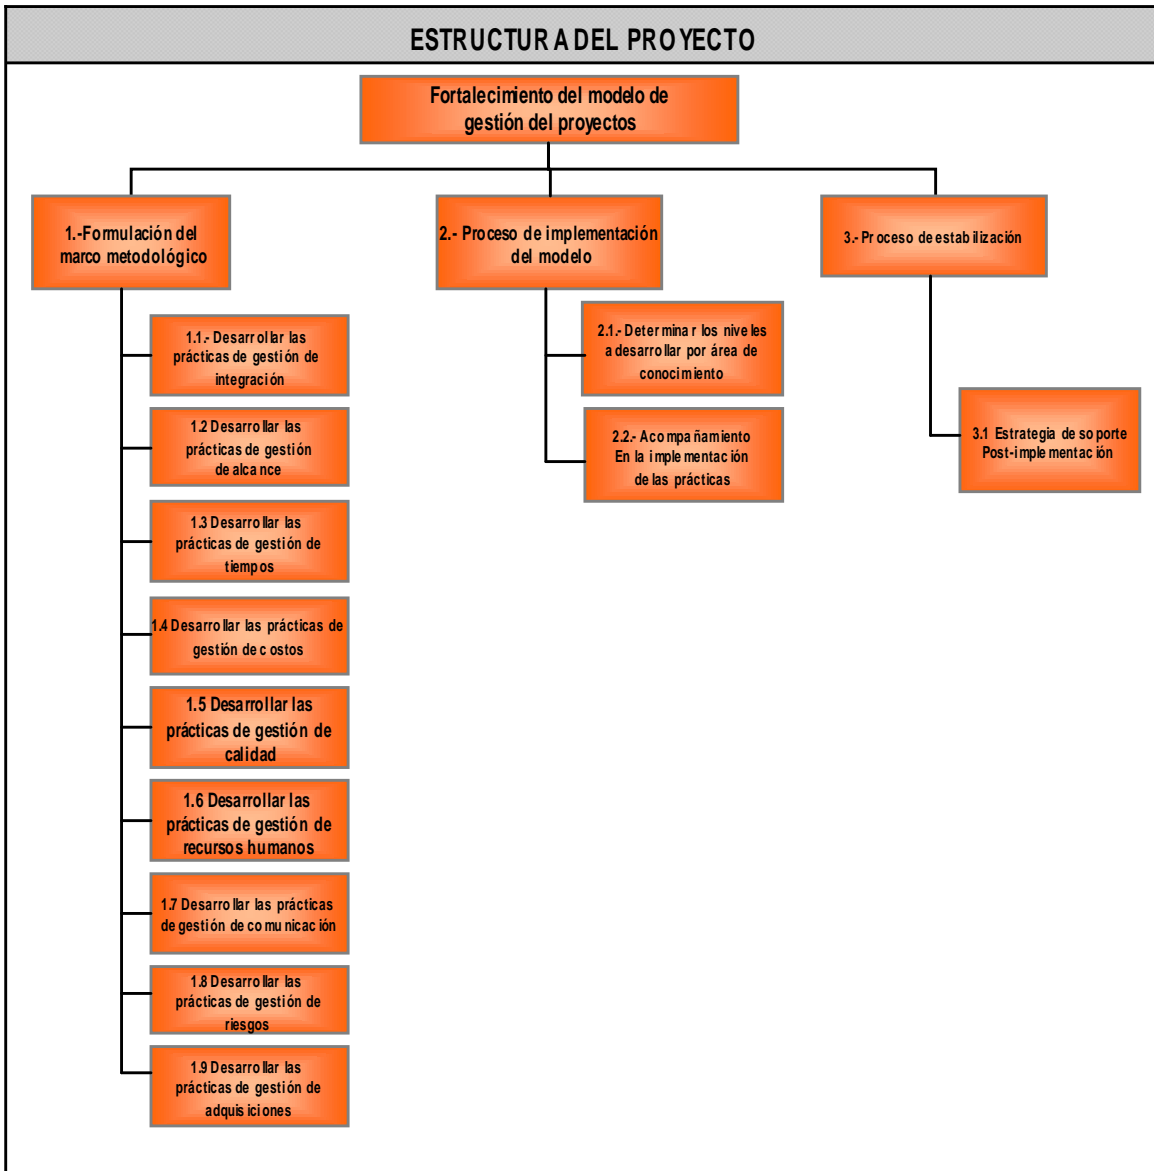 ESTRUCTURA DEL PROYECTO
Fortalecimiento del modelo de
gestión del proyectos
1.-Formulación del
marco metodológico
2.- Proceso de implementación
del modelo
3.- Proceso de estabilización
1.1.- Desarrollar las
prácticas de gestión de
integración
1.2 Desarrollar las
prácticas de gestión
de alcance
1.3 Desarrollar las
prácticas de gestión de
tiempos
1.4 Desarrollar las prácticas de
gestión de costos
1.5 Desarrollar las
prácticas de gestión de
calidad
1.6 Desarrollar las
prácticas de gestión de
recursos humanos
1.7 Desarrollar las prácticas
de gestión de comunicación
1.8 Desarrollar las
prácticas de gestión de
riesgos
1.9 Desarrollar las
prácticas de gestión de
adquisiciones
2.1.- Determinar los niveles
a desarrollar por área de
conocimiento
2.2.- Acompañamiento
En la implementación
de las prácticas
3.1 Estrategia de soporte
Post-implementación